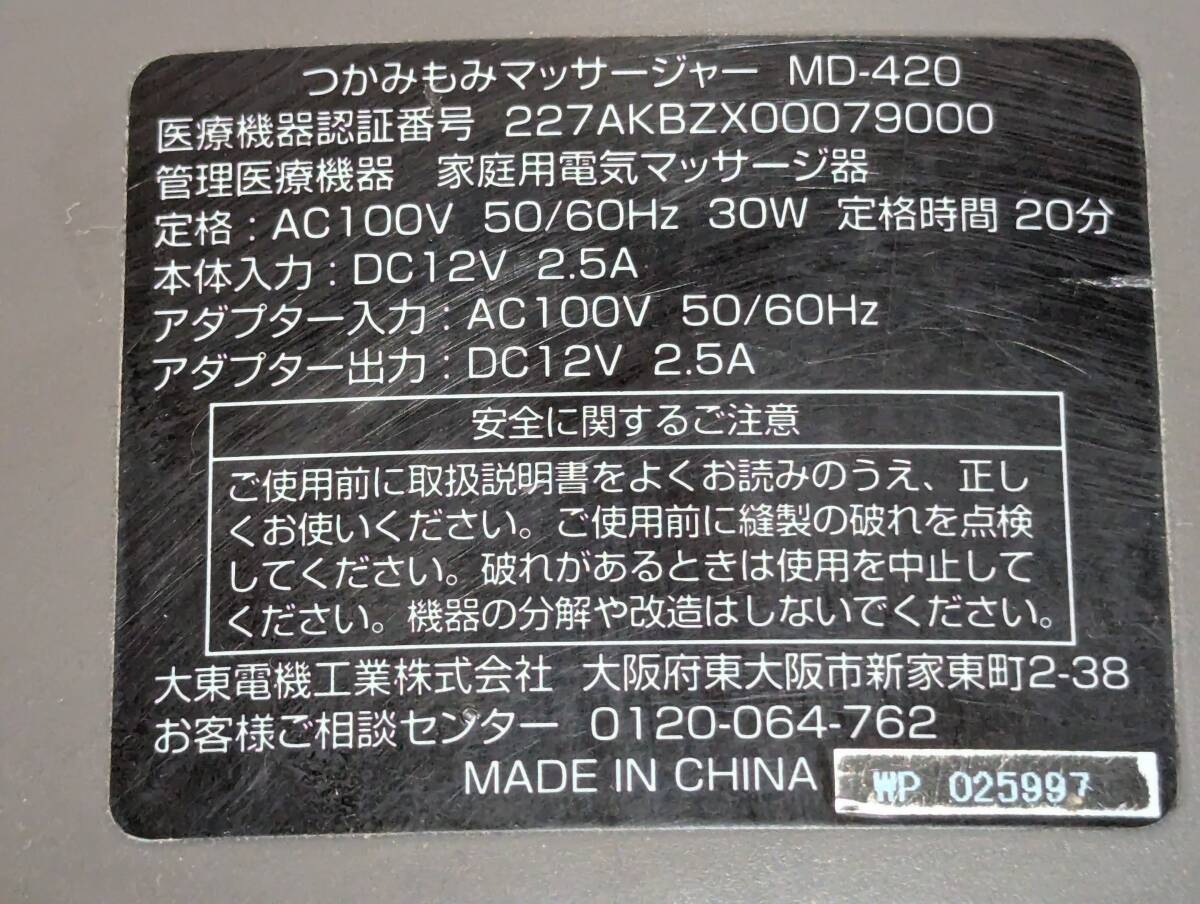 つかみもみマッサージャー MD-420
医療機器認証番号 227AKBZX00079000
管理医療機器 家庭用電気マッサージ器
定格：AC100V 50/60Hz 30W 定格時間 20分
本体入力：DC12V 2.5A
アダプター入力：AC100V 50/60Hz
アダプター出力：DC12V 2.5A
安全に関するご注意
ご使用前に取扱説明書をよくお読みのうえ、正し
くお使いください。ご使用前に縫製の破れを点検
してください。破れがあるときは使用を中止して
ください。機器の分解や改造はしないでください。
大東電機工業株式会社 大阪府東大阪市新家東町2-38
お客様ご相談センター 0120-064-762
MADE IN CHINA
WP 025997